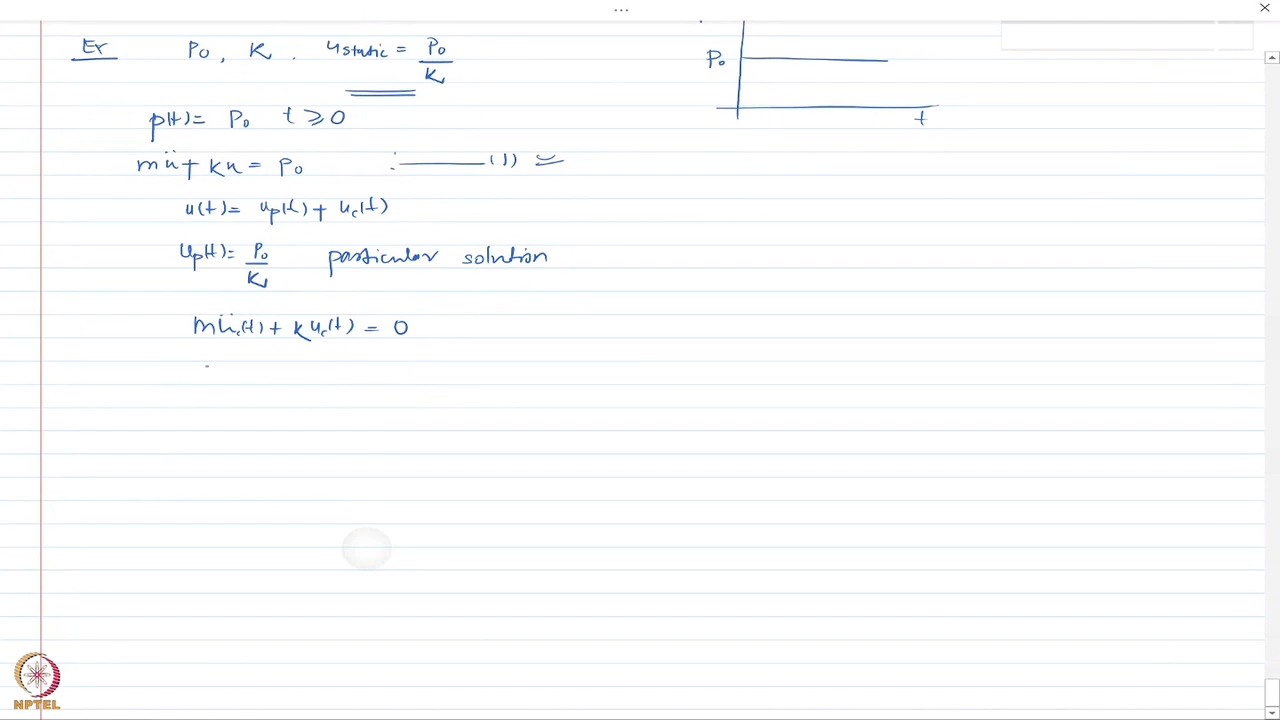 Ex P0, K. ustatic = P0/K
P0
p(t) = P0 t ≥ 0
t
mü + ku = P0 (1)
u(t) = up(t) + uc(t)
up(t) = P0/K particular solution
müc(t) + kuc(t) = 0
NPTEL